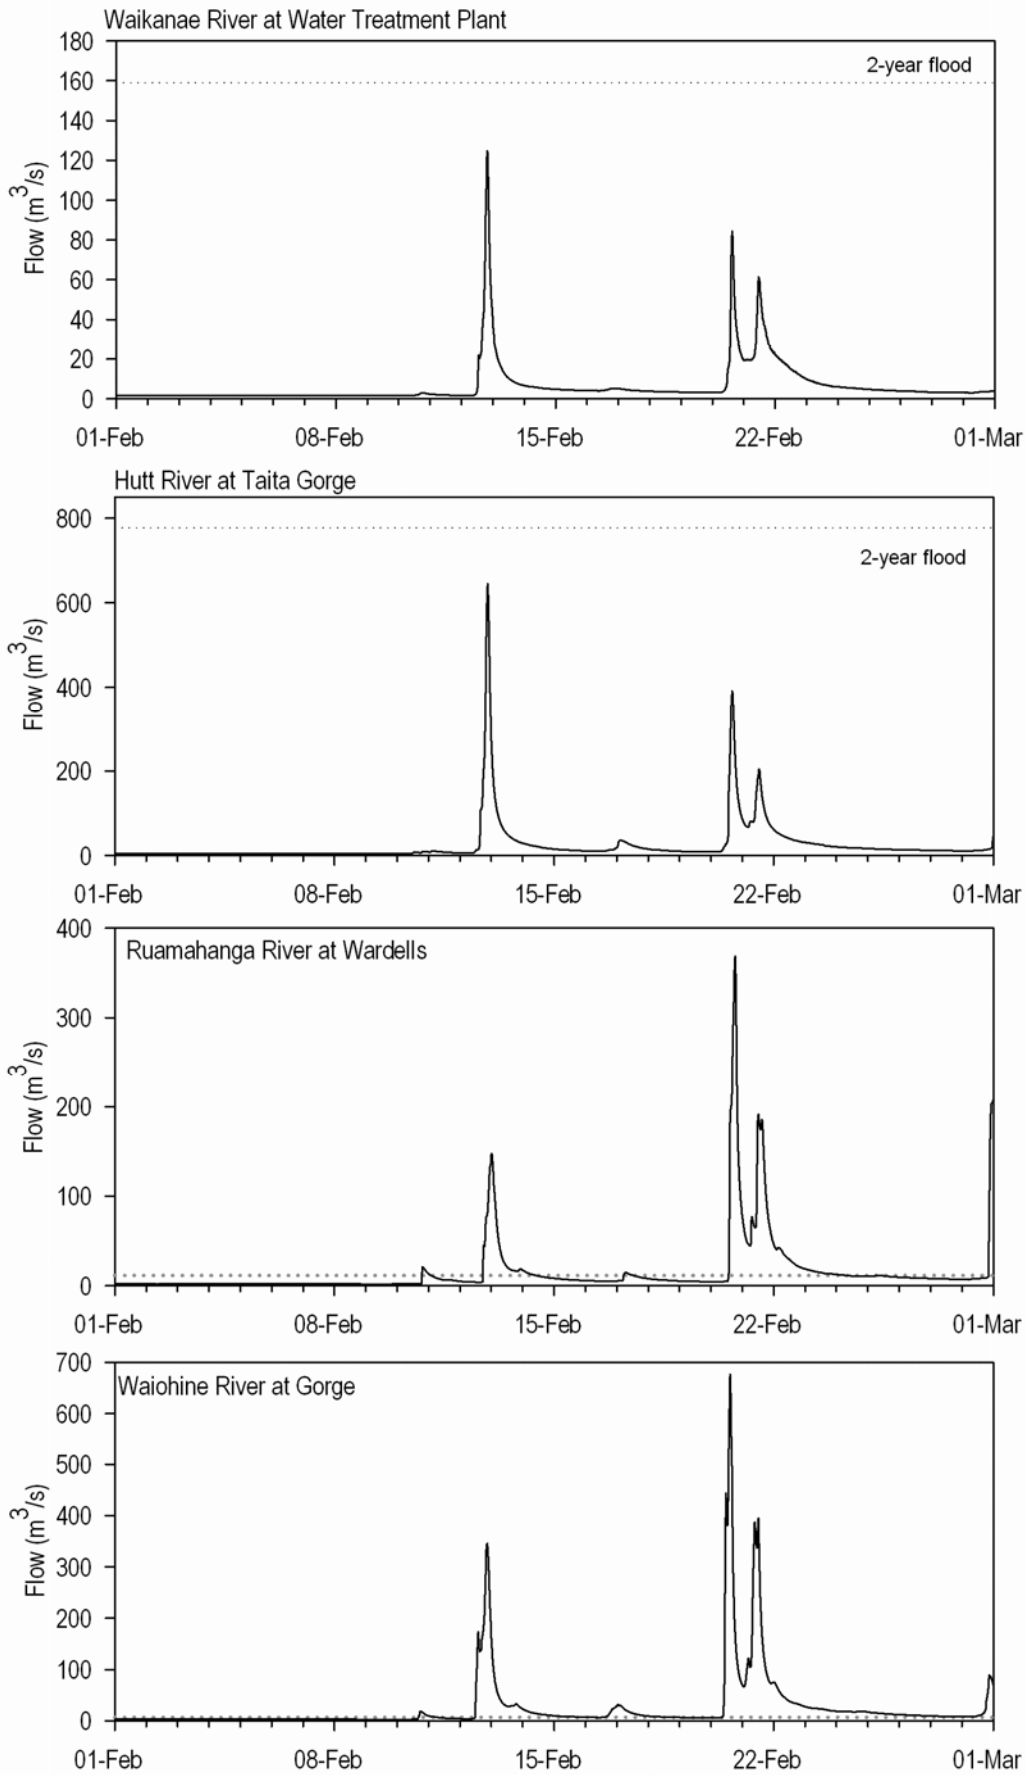 Waikanae River at Water Treatment Plant
180
2-year flood
160
140
120
100
80
60
40
20
0
Flow (m³/s)
01-Feb 08-Feb 15-Feb 22-Feb 01-Mar
Hutt River at Taita Gorge
800
2-year flood
600
400
200
0
Flow (m³/s)
01-Feb 08-Feb 15-Feb 22-Feb 01-Mar
400
Ruamahanga River at Wardells
300
200
100
0
Flow (m³/s)
01-Feb 08-Feb 15-Feb 22-Feb 01-Mar
700
Waiohine River at Gorge
600
500
400
300
200
100
0
Flow (m³/s)
01-Feb 08-Feb 15-Feb 22-Feb 01-Mar